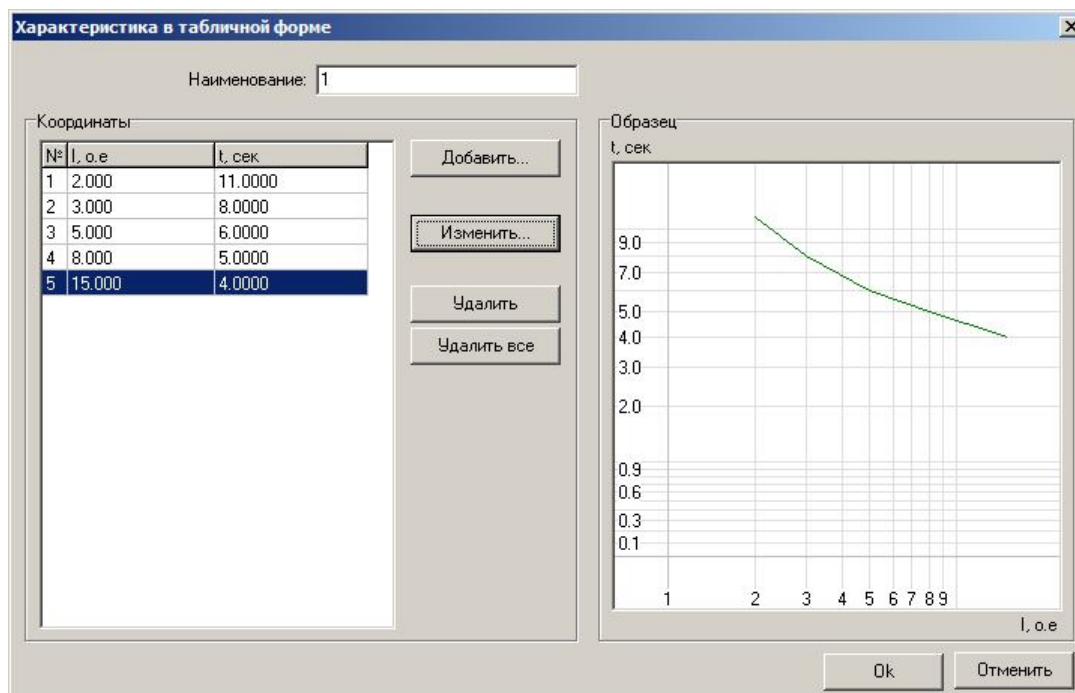 Характеристика в табличной форме
Наименование: 1
Координаты
№ I, о.е t, сек
1 2.000 11.0000
2 3.000 8.0000
3 5.000 6.0000
4 8.000 5.0000
5 15.000 4.0000
Добавить...
Изменить...
Удалить
Удалить все
Образец
t, сек
9.0
7.0
5.0
4.0
3.0
2.0
0.9
0.6
0.3
0.1
1 2 3 4 5 6 7 8 9
I, о.е
Ok Отменить